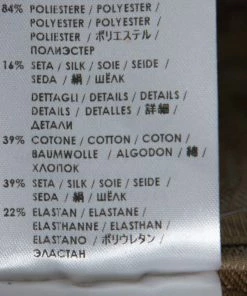 84% POLIESTERE / POLYESTER /
POLYESTER / POLYESTER /
POLIESTER / ポリエステル /
ПОЛИЭСТЕР
16% SETA / SILK / SOIE / SEIDE /
SEDA / 絹 / ШЁЛК
DETTAGLI / DETAILS / DETAILS /
DETAILS / DETALLES / 詳細 /
ДЕТАЛИ
39% COTONE / COTTON / COTON /
BAUMWOLLE / ALGODON / 綿 /
ХЛОПОК
39% SETA / SILK / SOIE / SEIDE /
SEDA / 絹 / ШЁЛК
22% ELASTAN / ELASTANE /
ELASTHANNE / ELASTHAN /
ELASTANO / ポリウレタン /
ЭЛАСТАН